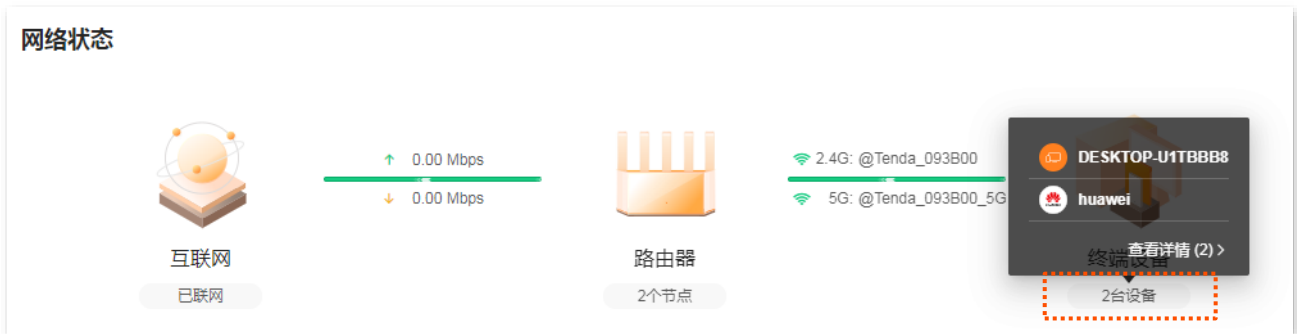 网络状态
0.00 Mbps
0.00 Mbps
2.4G: @Tenda_093B00
5G: @Tenda_093B00_5G
DESKTOP-U1TBBB8
huawei
查看详情 (2) >
互联网
路由器
终端设备
已联网
2个节点
2台设备